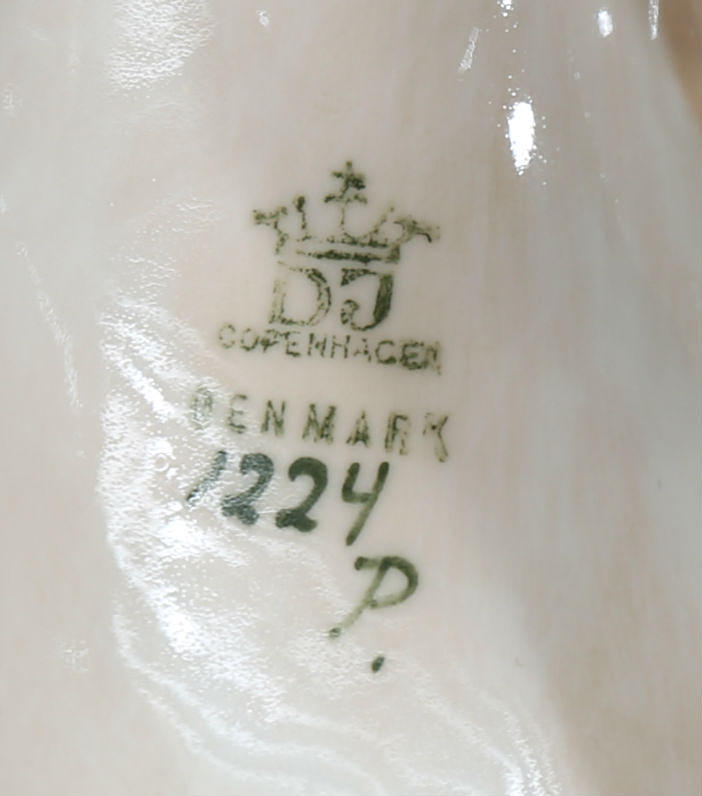 DJ
COPENHAGEN
DENMARK
1224
P.